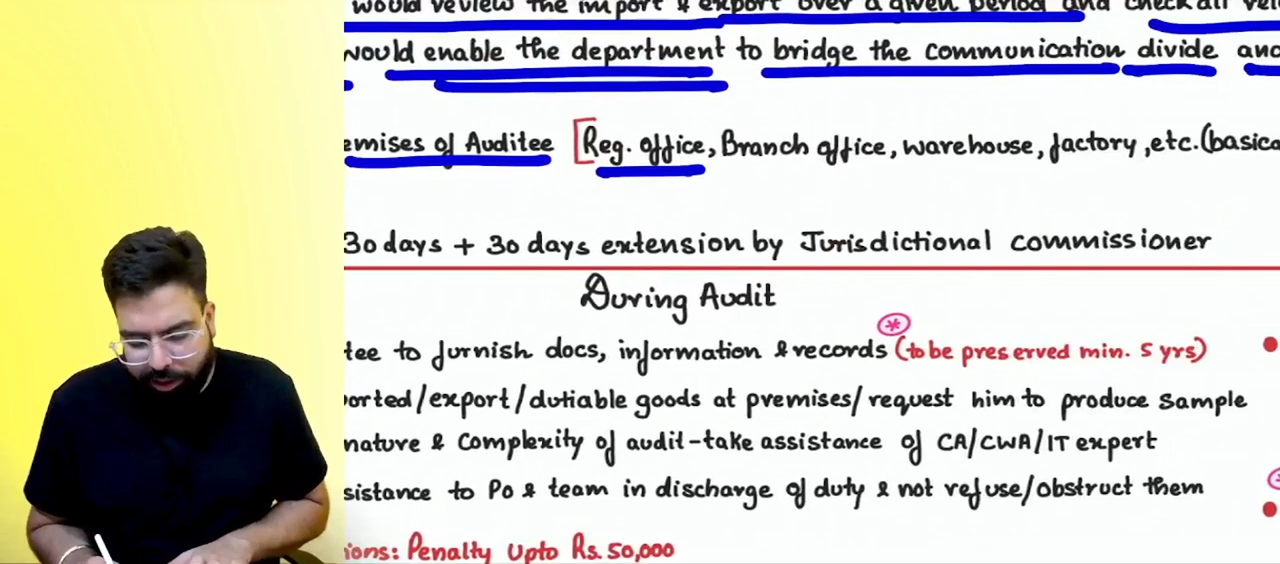 would review the import & export over a given period and check all
would enable the department to bridge the communication divide and
emises of Auditee [Reg. office, Branch office, warehouse, factory, etc. (basica
30 days + 30 days extension by Jurisdictional commissioner
During Audit
*
tee to furnish docs, information & records (to be preserved min. 5 yrs)
orted/export/dutiable goods at premises/request him to produce sample
nature & complexity of audit-take assistance of CA/CWA/IT expert
sistance to PO & team in discharge of duty & not refuse/obstruct them
ions: Penalty Upto Rs. 50,000